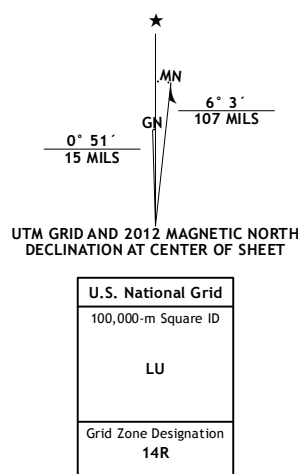 MN
6° 3´
107 MILS
GN
0° 51´
15 MILS
UTM GRID AND 2012 MAGNETIC NORTH
DECLINATION AT CENTER OF SHEET
U.S. National Grid
100,000-m Square ID
LU
Grid Zone Designation
14R